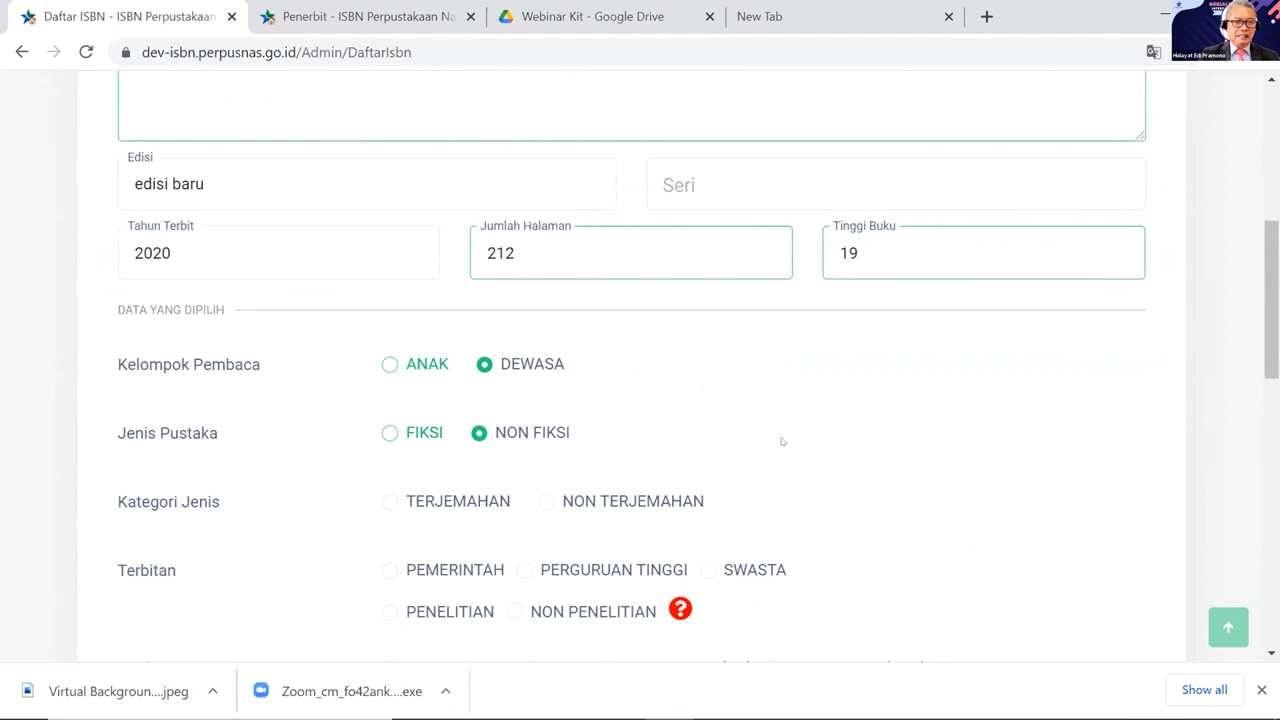 Daftar ISBN - ISBN Perpustakaan
Penerbit - ISBN Perpustakaan Na
Webinar Kit - Google Drive
New Tab
dev-isbn.perpusnas.go.id/Admin/DaftarIsbn
Hidayat Edi Pramono
Edisi
edisi baru
Seri
Tahun Terbit
Jumlah Halaman
Tinggi Buku
2020
212
19
DATA YANG DIPILIH
Kelompok Pembaca
ANAK
DEWASA
Jenis Pustaka
FIKSI
NON FIKSI
Kategori Jenis
TERJEMAHAN
NON TERJEMAHAN
Terbitan
PEMERINTAH
PERGURUAN TINGGI
SWASTA
PENELITIAN
NON PENELITIAN
?
Virtual Backgroun....jpeg
Zoom_cm_fo42ank....exe
Show all